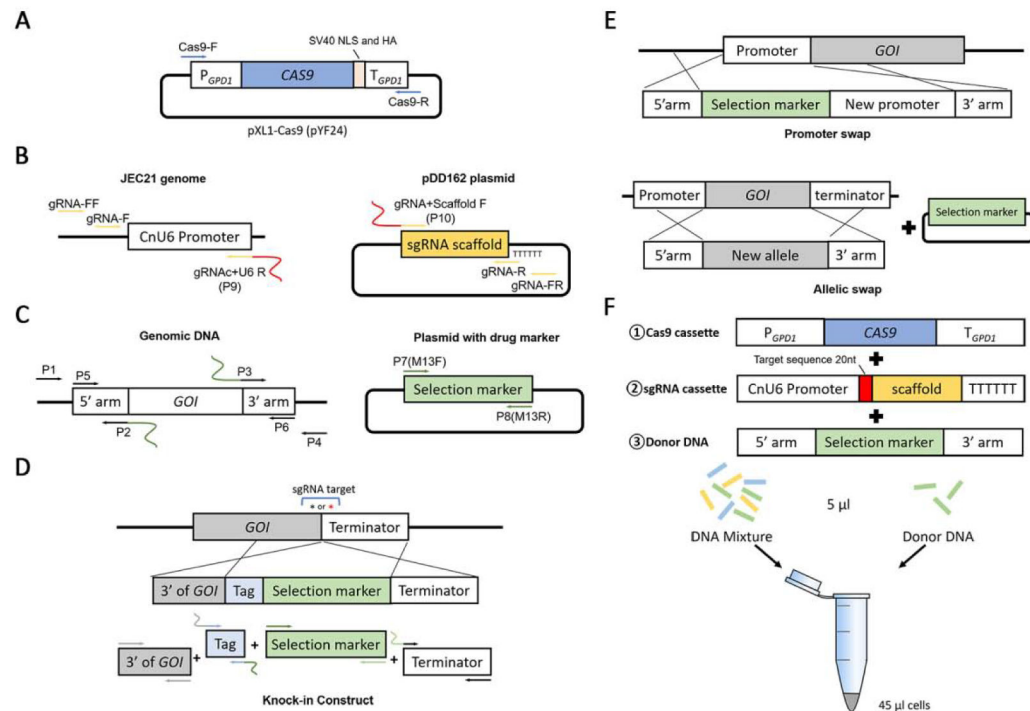 A
SV40 NLS and HA
Cas9-F
PGPD1
CAS9
TGPD1
Cas9-R
pXL1-Cas9 (pYF24)
B
JEC21 genome
pDD162 plasmid
gRNA-FF
gRNA-F
CnU6 Promoter
gRNAc+U6 R
(P9)
gRNA+Scaffold F
(P10)
sgRNA scaffold
TTTTTT
gRNA-R
gRNA-FR
C
Genomic DNA
Plasmid with drug marker
P1
P5
P3
5' arm
GOI
3' arm
P2
P6
P4
P7(M13F)
Selection marker
P8(M13R)
D
sgRNA target
or
GOI
Terminator
3' of GOI
Tag
Selection marker
Terminator
3' of GOI
+
Tag
+
Selection marker
+
Terminator
Knock-in Construct
E
Promoter
GOI
5'arm
Selection marker
New promoter
3' arm
Promoter swap
Promoter
GOI
terminator
+
Selection marker
5'arm
New allele
3' arm
Allelic swap
F
①Cas9 cassette
PGPD1
CAS9
TGPD1
+
Target sequence 20nt
②sgRNA cassette
CnU6 Promoter
scaffold
TTTTTT
+
③Donor DNA
5' arm
Selection marker
3' arm
5 µl
DNA Mixture
Donor DNA
45 µl cells